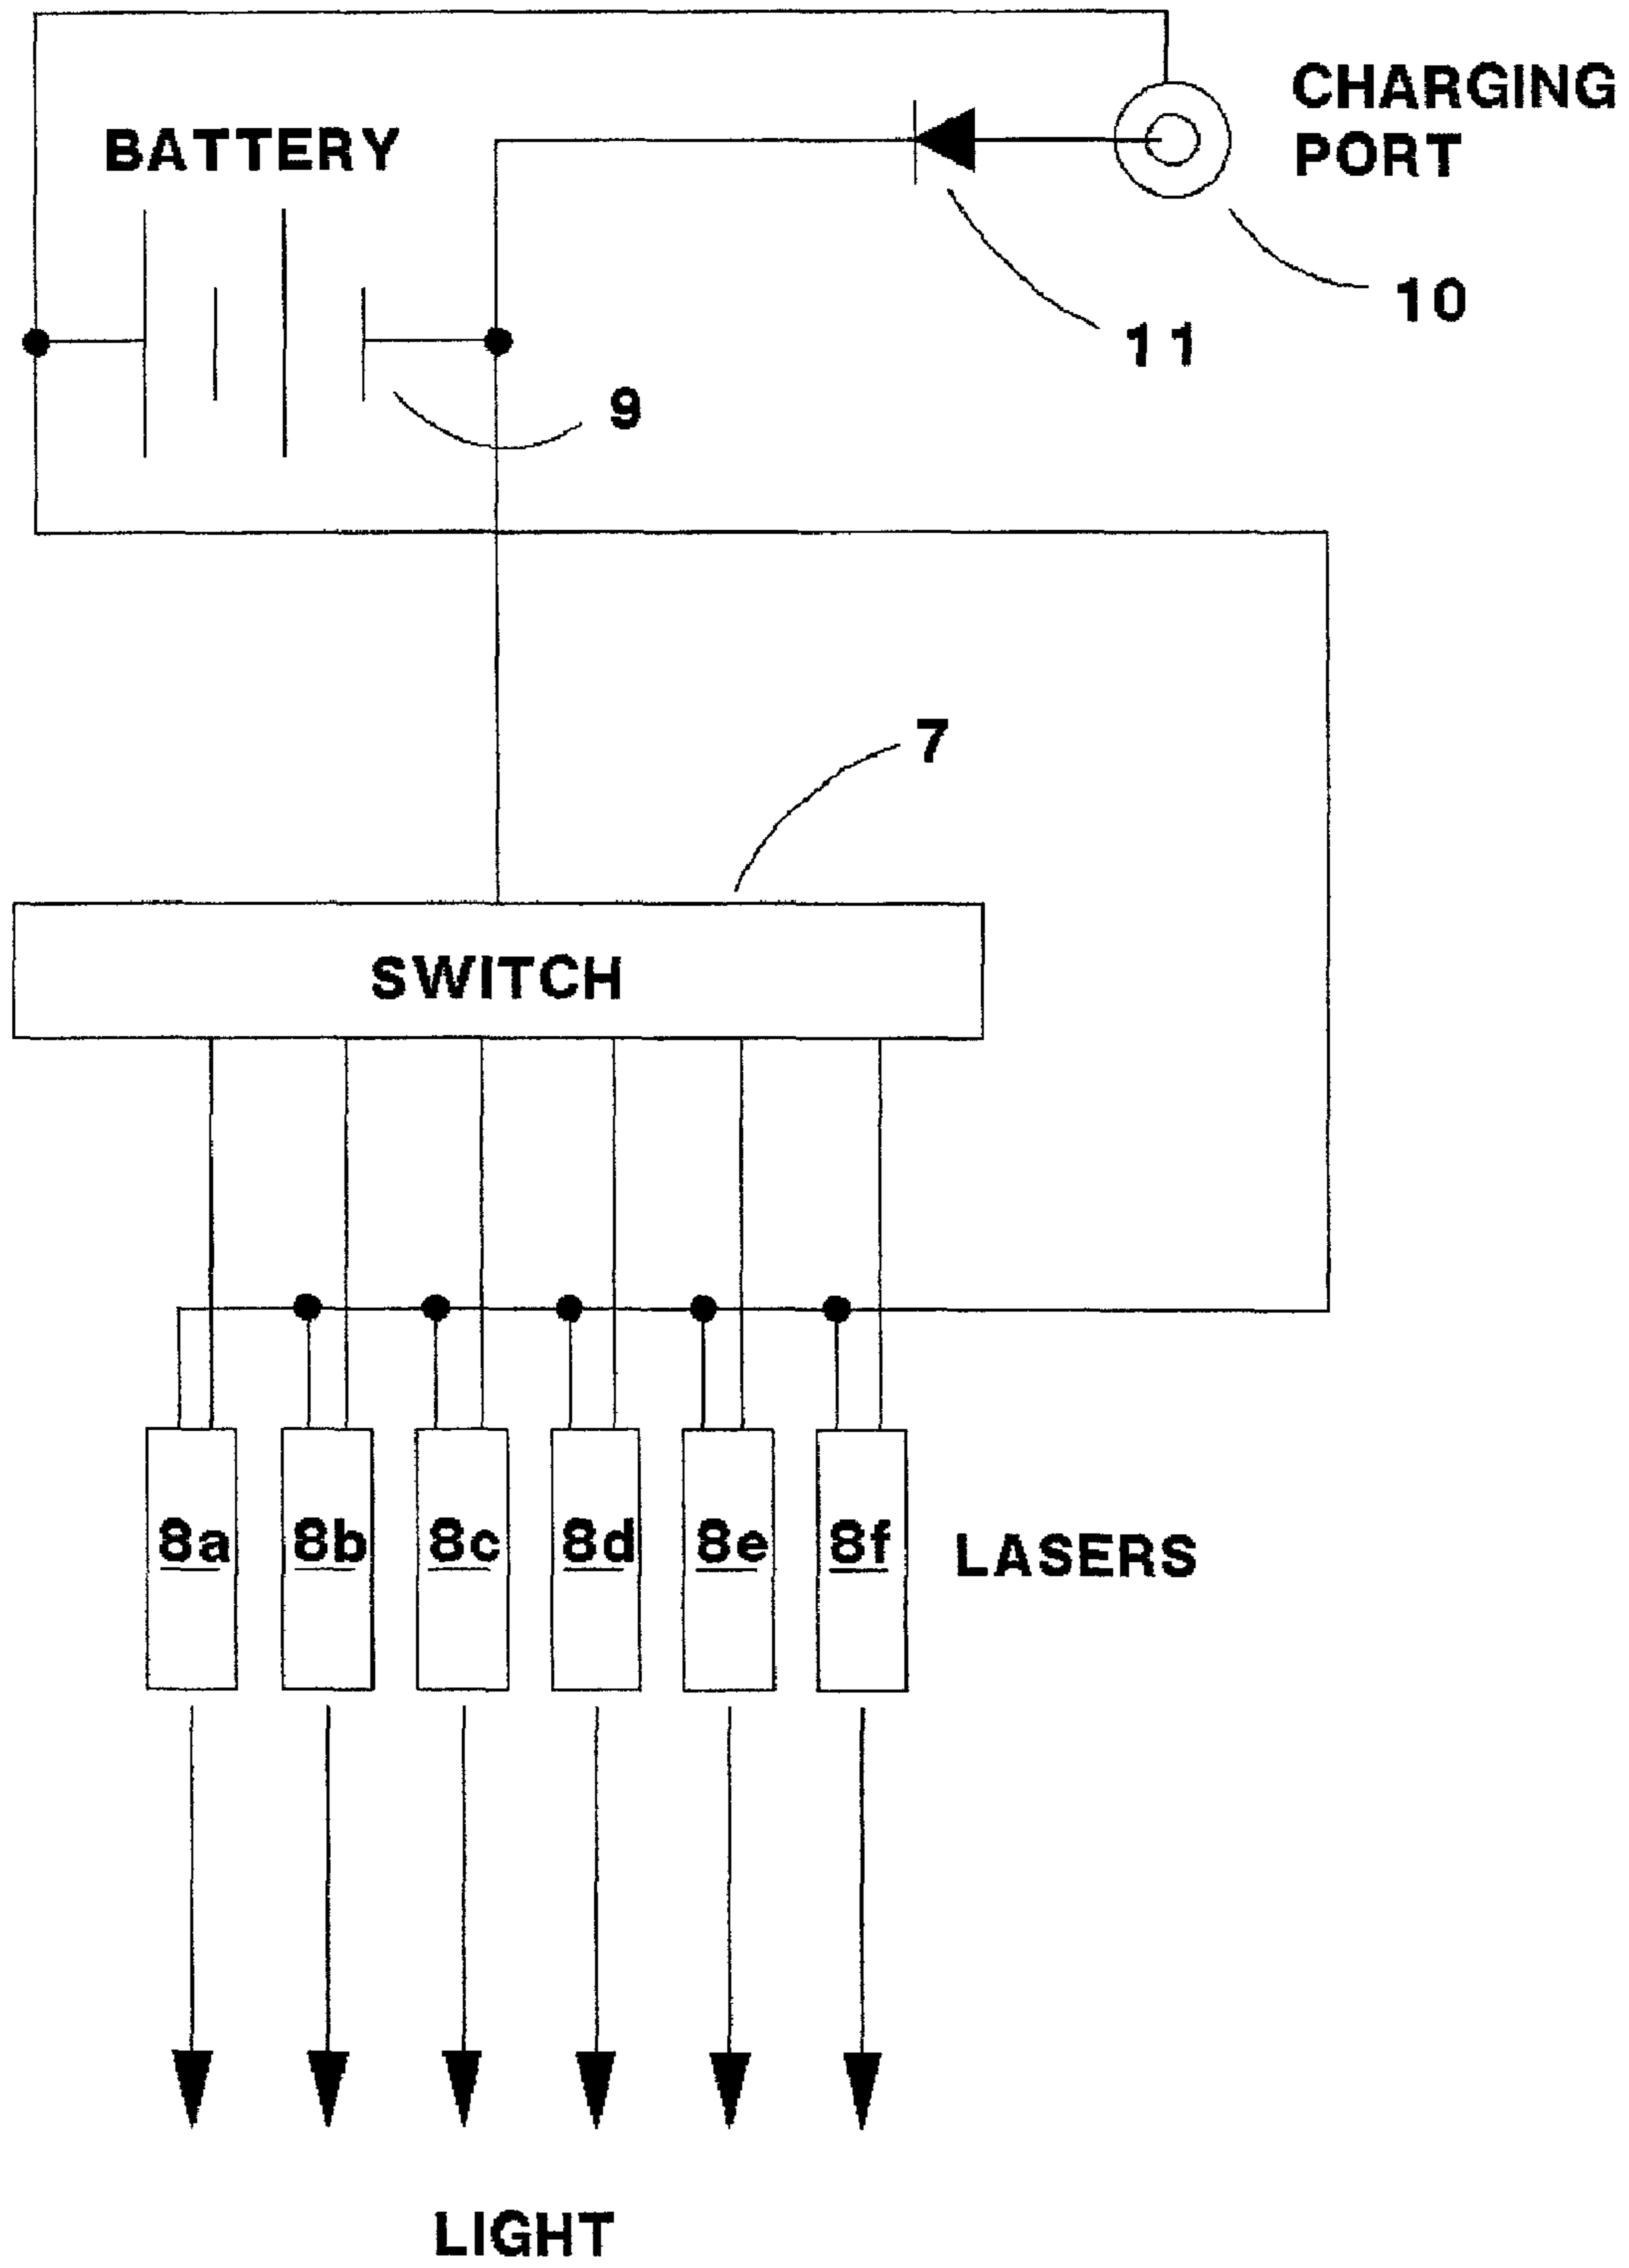 CHARGING
PORT
BATTERY
10
11
9
7
SWITCH
8a 8b 8c 8d 8e 8f
LASERS
LIGHT